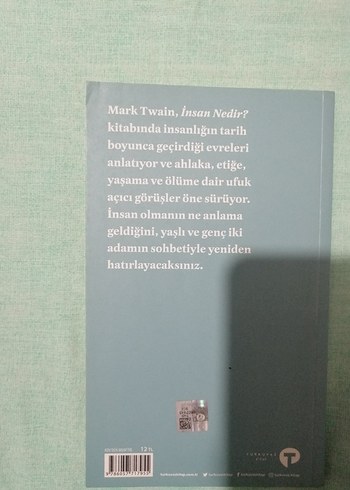 Mark Twain, İnsan Nedir?
kitabında insanlığın tarih
boyunca geçirdiği evreleri
anlatıyor ve ahlaka, etiğe,
yaşama ve ölüme dair ufuk
açıcı görüşler öne sürüyor.
İnsan olmanın ne anlama
geldiğini, yaşlı ve genç iki
adamın sohbetiyle yeniden
hatırlayacaksınız.
13 ₺